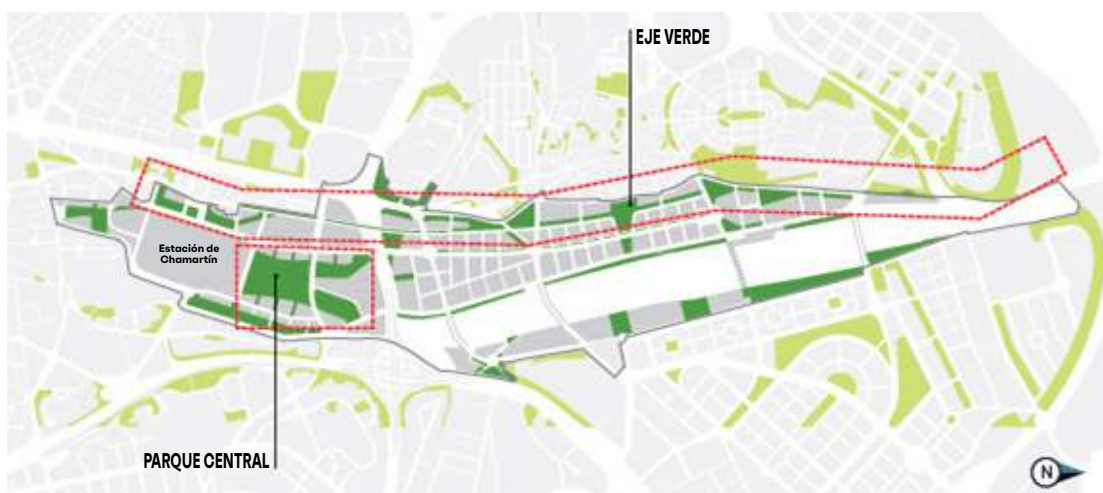 EJE VERDE
Estación de
Chamartín
PARQUE CENTRAL
N